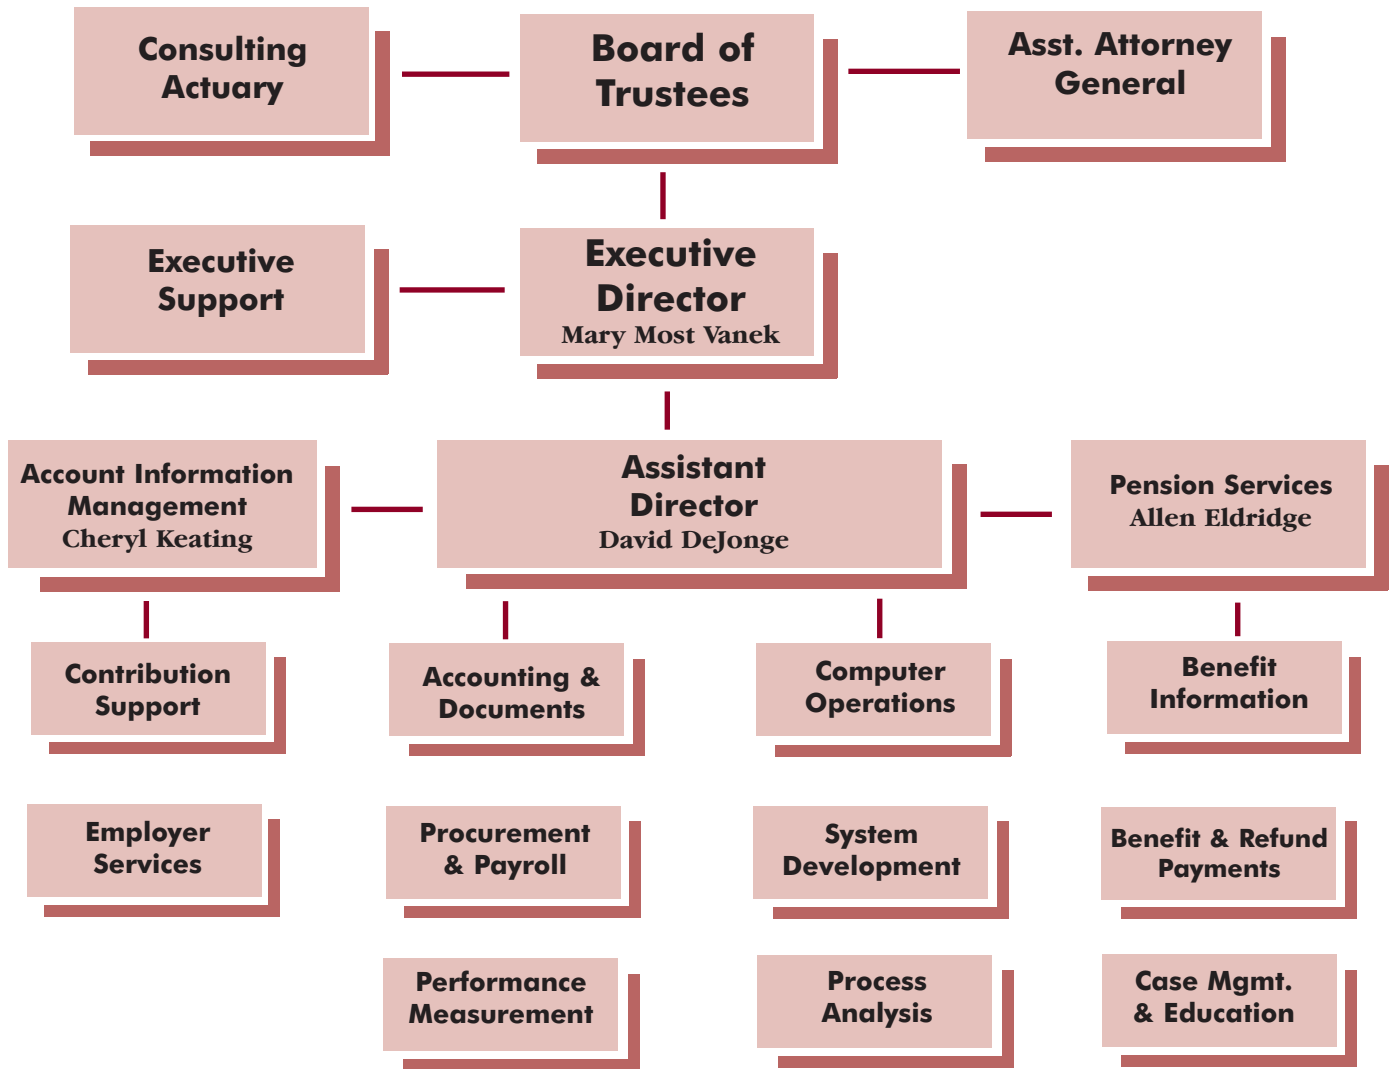 Consulting
Actuary
Board of
Trustees
Asst. Attorney
General
Executive
Support
Executive
Director
Mary Most Vanek
Account Information
Management
Cheryl Keating
Assistant
Director
David DeJonge
Pension Services
Allen Eldridge
Contribution
Support
Accounting &
Documents
Computer
Operations
Benefit
Information
Employer
Services
Procurement
& Payroll
System
Development
Benefit & Refund
Payments
Performance
Measurement
Process
Analysis
Case Mgmt.
& Education